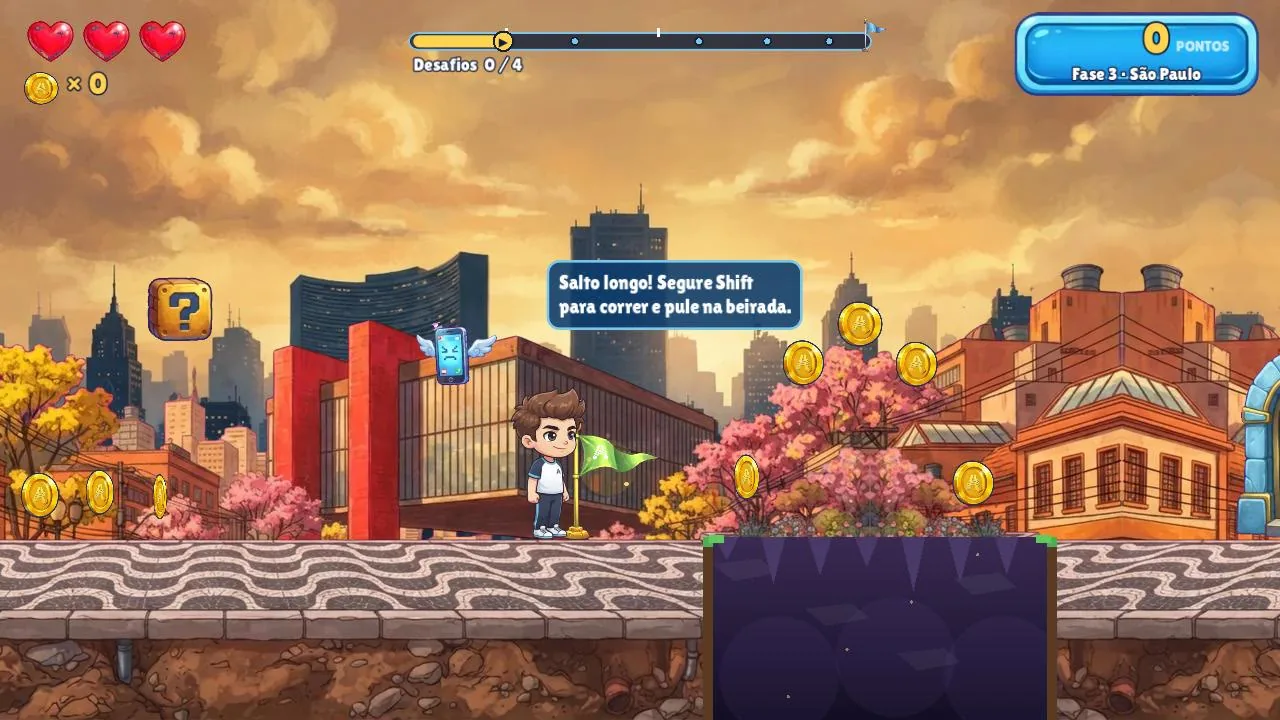 × 0
Desafios 0 / 4
0 PONTOS
Fase 3 • São Paulo
?
Salto longo! Segure Shift
para correr e pule na beirada.